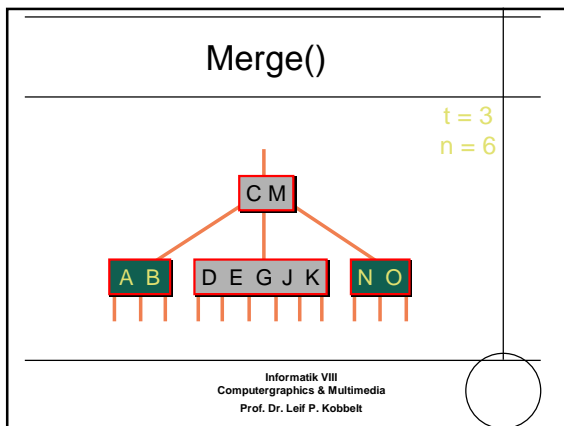 Merge()
t = 3
n = 6
C M
A B D E G J K N O
Informatik VIII
Computergraphics & Multimedia
Prof. Dr. Leif P. Kobbelt